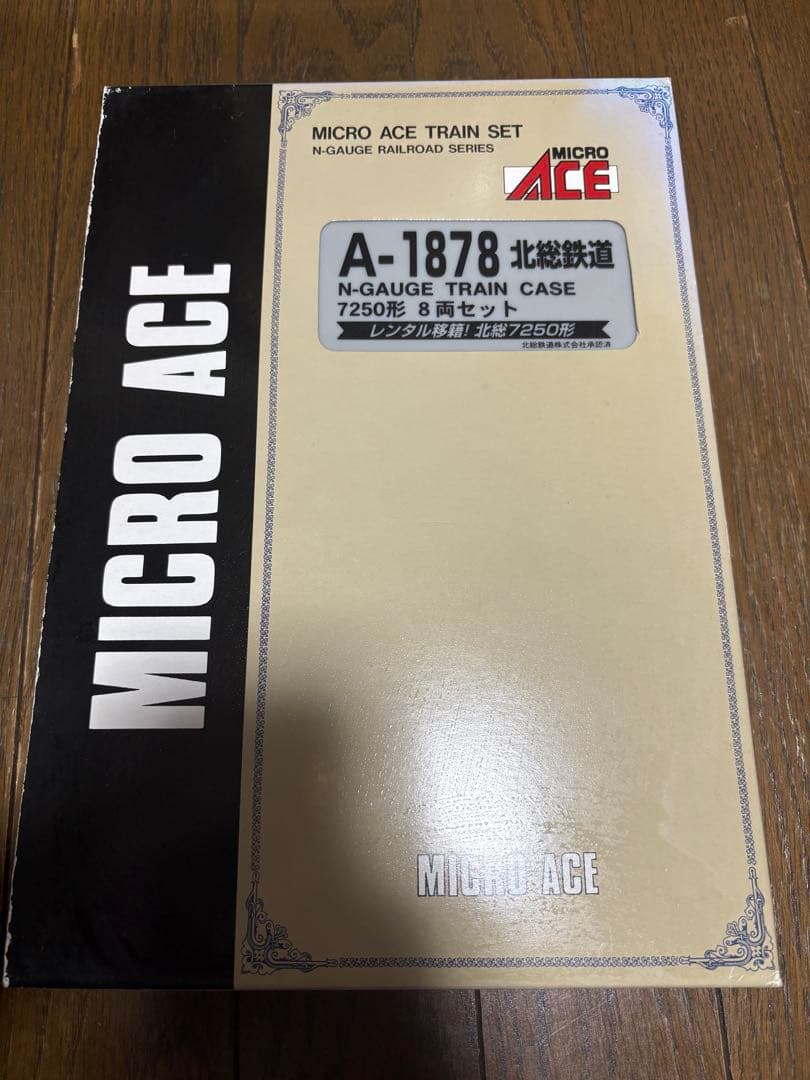 MICRO ACE
MICRO ACE TRAIN SET
N-GAUGE RAILROAD SERIES
MICRO
ACE
A-1878 北総鉄道
N-GAUGE TRAIN CASE
7250形 8両セット
レンタル移籍! 北総7250形
北総鉄道株式会社承認済
MICRO ACE